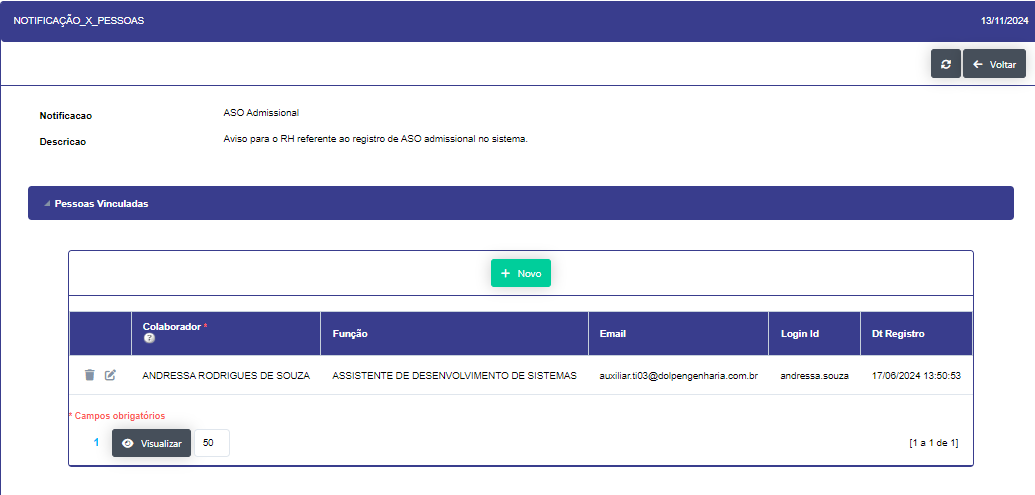 NOTIFICAÇÃO_X_PESSOAS 13/11/2024
Voltar
Notificacao ASO Admissional
Descricao Aviso para o RH referente ao registro de ASO admissional no sistema.
Pessoas Vinculadas
+ Novo
Colaborador * Função Email Login Id Dt Registro
?
ANDRESSA RODRIGUES DE SOUZA ASSISTENTE DE DESENVOLVIMENTO DE SISTEMAS auxiliar.ti03@dolpengenharia.com.br andressa.souza 17/06/2024 13:50:53
* Campos obrigatórios
1 Visualizar 50 [1 a 1 de 1]